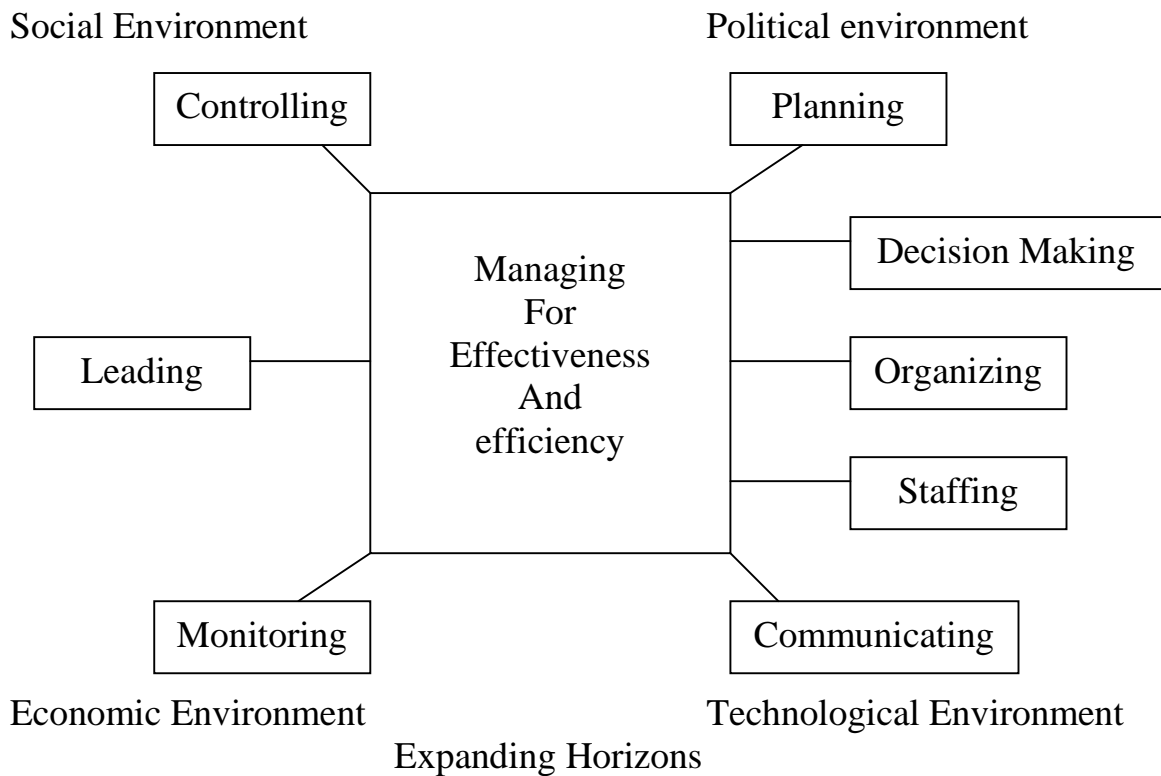 Social Environment
Political environment
Controlling
Planning
Managing
For
Effectiveness
And
efficiency
Decision Making
Leading
Organizing
Staffing
Monitoring
Communicating
Economic Environment
Technological Environment
Expanding Horizons